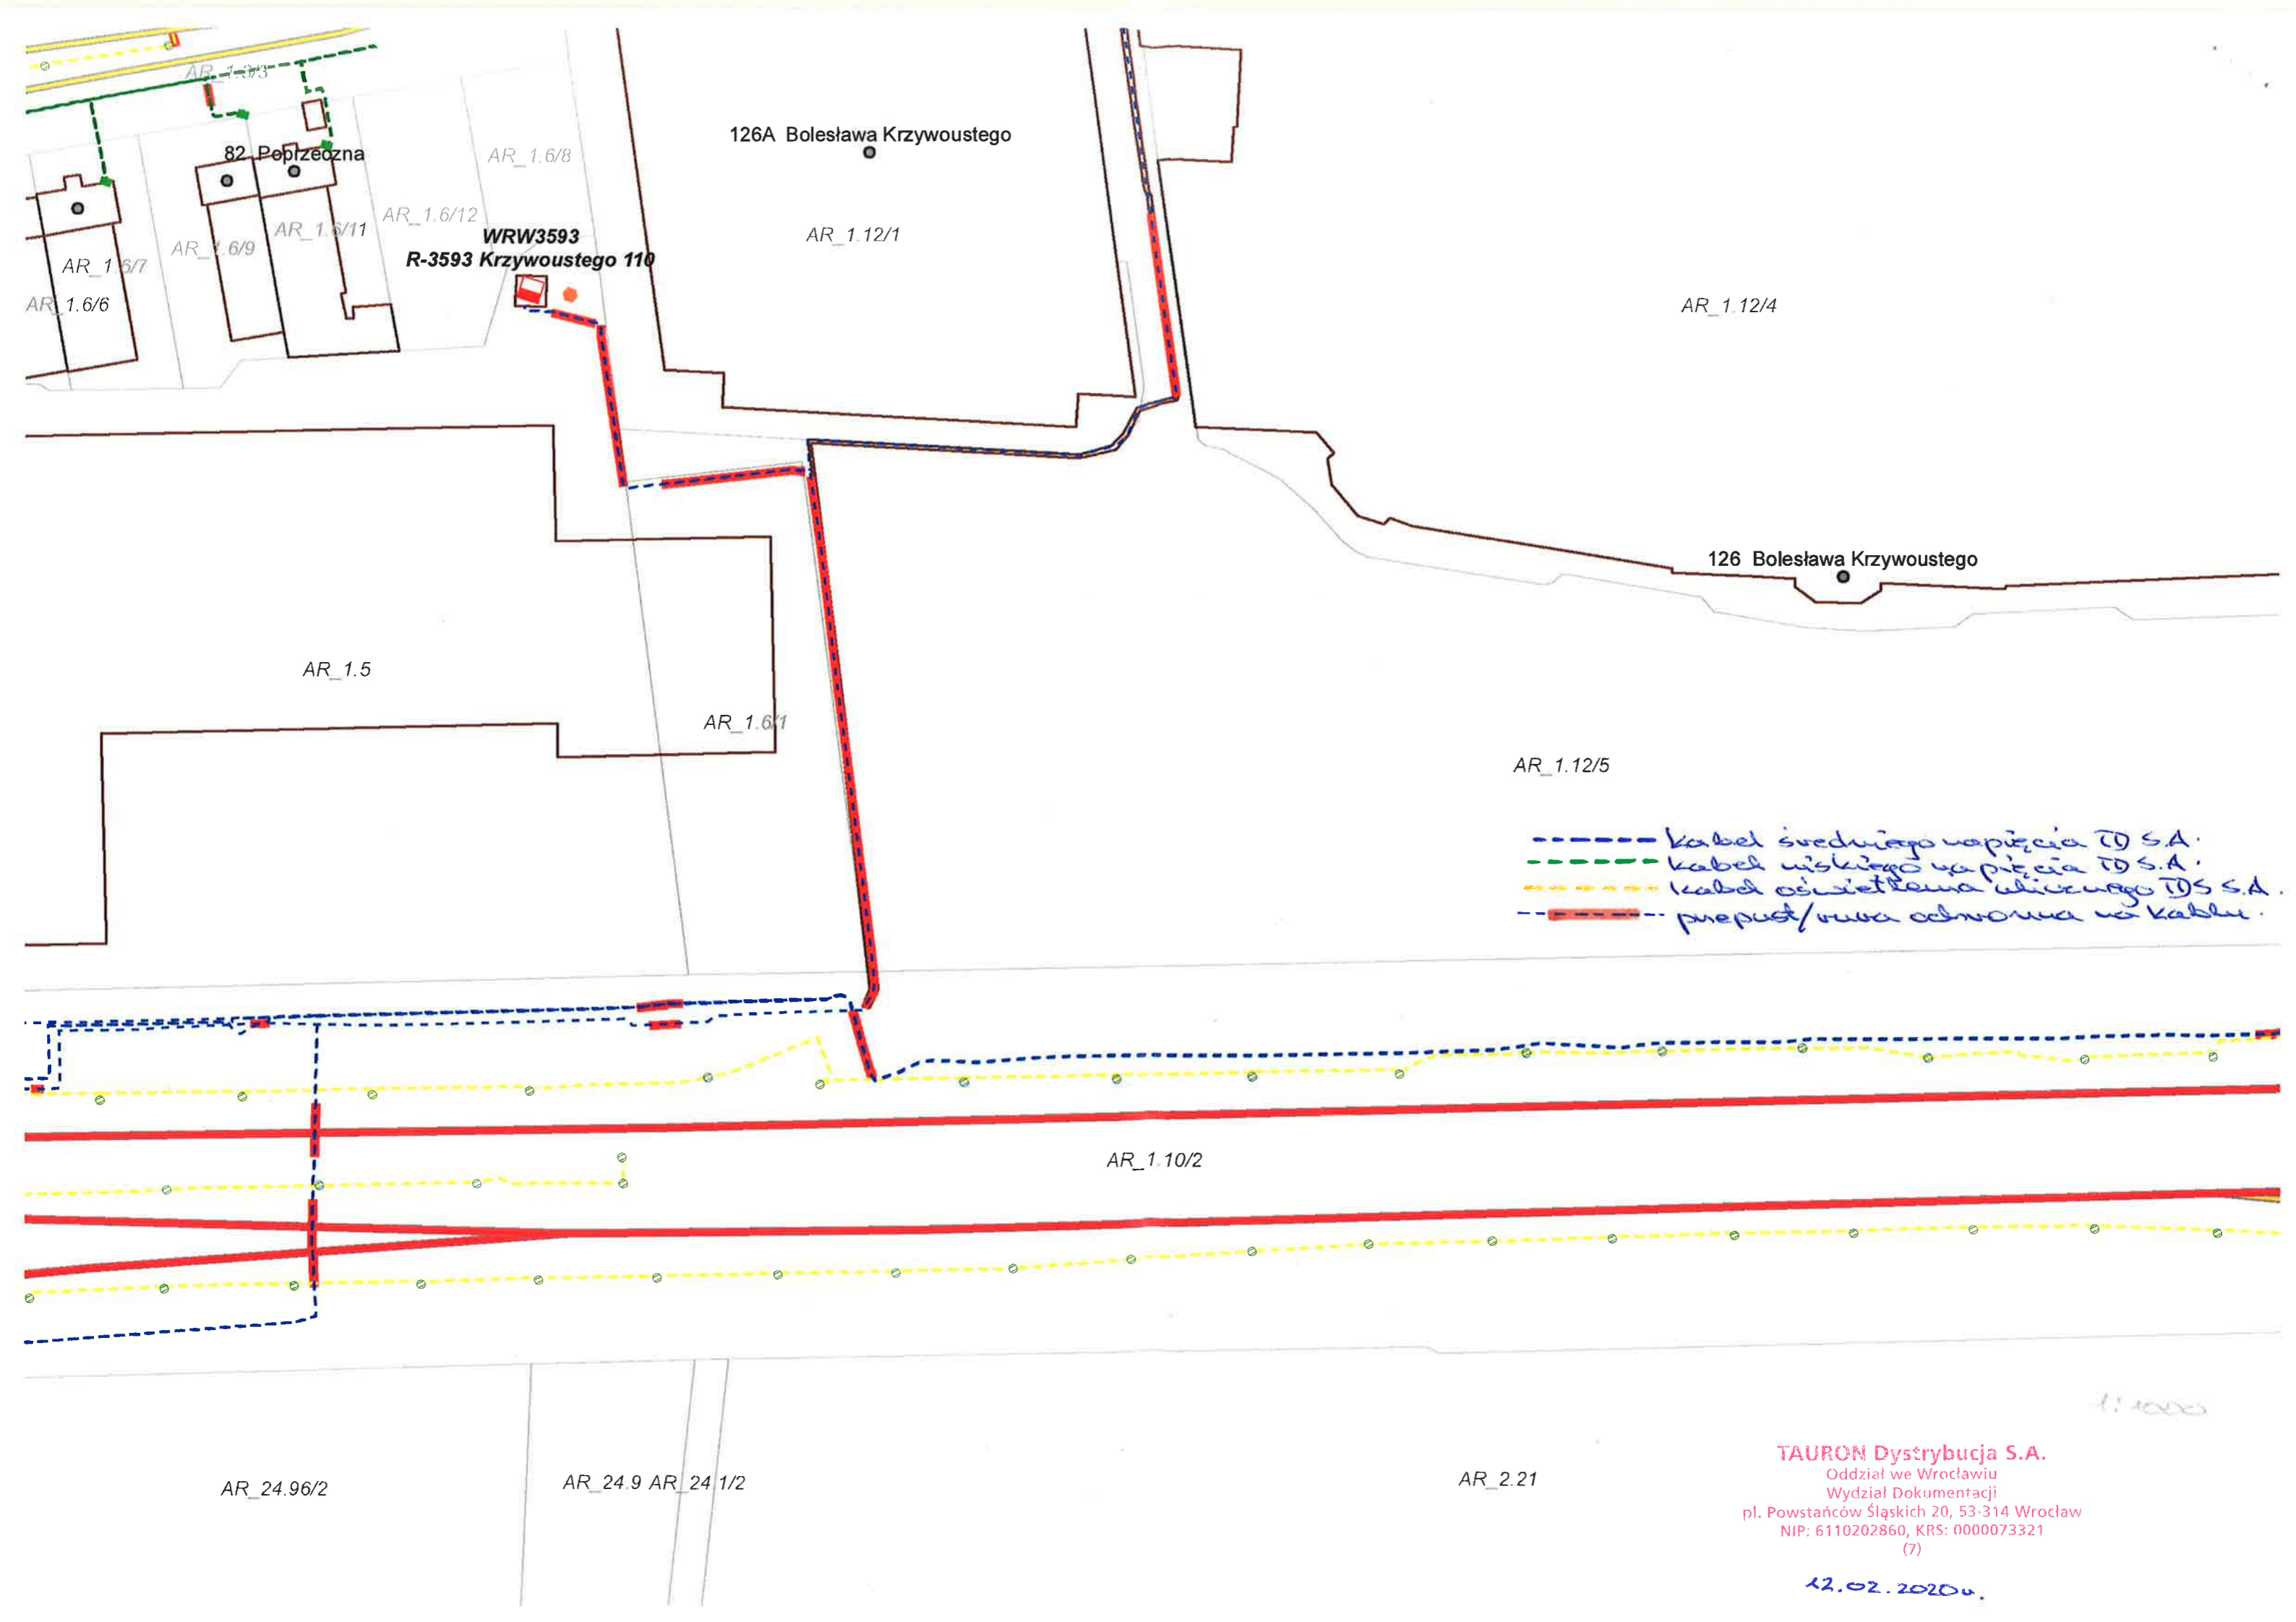 AR_1.3/3
126A Bolesława Krzywoustego
82 Poprzeczna
AR_1.6/8
AR_1.6/12
AR_1.6/11
AR_1.6/9
AR_1.6/7
AR_1.6/6
WRW3593
R-3593 Krzywoustego 110
AR_1.12/1
AR_1.12/4
126 Bolesława Krzywoustego
AR_1.5
AR_1.6/1
AR_1.12/5
kabel średniego napięcia TD S.A.
kabel niskiego napięcia TD S.A.
kabel oświetlenia ulicznego TDS S.A.
przepust/rura ochronna na kablu.
AR_1.10/2
1:1000
AR_24.96/2
AR_24.9 AR_24.1/2
AR_2.21
TAURON Dystrybucja S.A.
Oddział we Wrocławiu
Wydział Dokumentacji
pl. Powstańców Śląskich 20, 53-314 Wrocław
NIP: 6110202860, KRS: 0000073321
(7)
12.02.2020r.